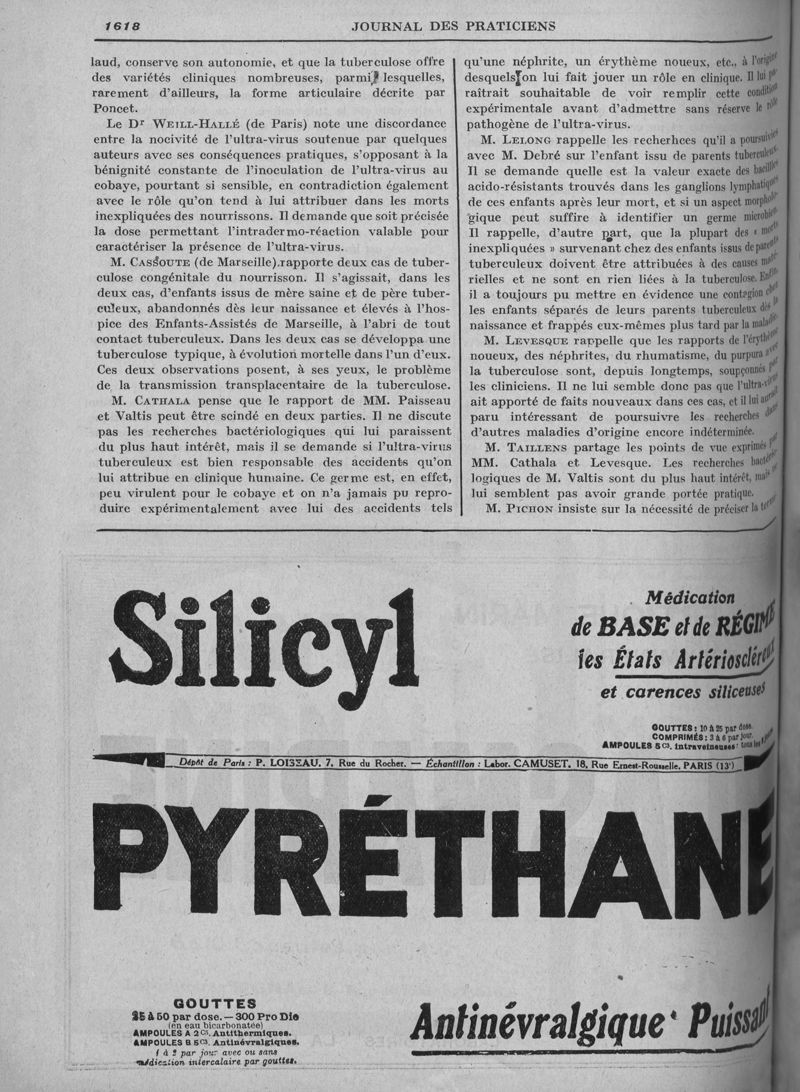 1618
JOURNAL DES PRATICIENS
laud, conserve son autonomie, et que la tuberculose offre
des variétés cliniques nombreuses, parmi lesquelles,
rarement d'ailleurs, la forme articulaire décrite par
Poncet.
Le Dr WEILL-HALLÉ (de Paris) note une discordance
entre la nocivité de l'ultra-virus soutenue par quelques
auteurs avec ses conséquences pratiques, s'opposant à la
bénignité constante de l'inoculation de l'ultra-virus au
cobaye, pourtant si sensible, en contradiction également
avec le rôle qu'on tend à lui attribuer dans les morts
inexpliquées des nourrissons. Il demande que soit précisée
la dose permettant l'intradermo-réaction valable pour
caractériser la présence de l'ultra-virus.
M. CASSOUTE (de Marseille).rapporte deux cas de tuber-
culose congénitale du nourrisson. Il s'agissait, dans les
deux cas, d'enfants issus de mère saine et de père tuber-
culeux, abandonnés dès leur naissance et élevés à l'hos-
pice des Enfants-Assistés de Marseille, à l'abri de tout
contact tuberculeux. Dans les deux cas se développa une
tuberculose typique, à évolution mortelle dans l'un d'eux.
Ces deux observations posent, à ses yeux, le problème
de la transmission transplacentaire de la tuberculose.
M. CATHALA pense que le rapport de MM. Paisseau
et Valtis peut être scindé en deux parties. Il ne discute
pas les recherches bactériologiques qui lui paraissent
du plus haut intérêt, mais il se demande si l'ultra-virus
tuberculeux est bien responsable des accidents qu'on
lui attribue en clinique humaine. Ce germe est, en effet,
peu virulent pour le cobaye et on n'a jamais pu repro-
duire expérimentalement avec lui des accidents tels
qu'une néphrite, un érythème noueux, etc., à l'origine
desquels on lui fait jouer un rôle en clinique. Il lui pa-
raîtrait souhaitable de voir remplir cette condition
expérimentale avant d'admettre sans réserve le rôle
pathogène de l'ultra-virus.
M. LELONG rappelle les recherhces qu'il a poursuivies
avec M. Debré sur l'enfant issu de parents tuberculeux.
Il se demande quelle est la valeur exacte des bacilles
acido-résistants trouvés dans les ganglions lymphatiques
de ces enfants après leur mort, et si un aspect morpholo-
gique peut suffire à identifier un germe microbien.
Il rappelle, d'autre part, que la plupart des « morts
inexpliquées » survenant chez des enfants issus de parents
tuberculeux doivent être attribuées à des causes maté-
rielles et ne sont en rien liées à la tuberculose. Enfin
il a toujours pu mettre en évidence une contagion chez
les enfants séparés de leurs parents tuberculeux dès la
naissance et frappés eux-mêmes plus tard par la maladie.
M. LEVESQUE rappelle que les rapports de l'érythème
noueux, des néphrites, du rhumatisme, du purpura avec
la tuberculose sont, depuis longtemps, soupçonnés par
les cliniciens. Il ne lui semble donc pas que l'ultra-virus
ait apporté de faits nouveaux dans ces cas, et il lui aurait
paru intéressant de poursuivre les recherches dans
d'autres maladies d'origine encore indéterminée.
M. TAILLENS partage les points de vue exprimés par
MM. Cathala et Levesque. Les recherches bactério-
logiques de M. Valtis sont du plus haut intérêt, mais
lui semblent pas avoir grande portée pratique.
M. PICHON insiste sur la nécessité de préciser la
Silicyl
Médication
de BASE et de RÉGIME
les États Artérioscléreux
et carences siliceuses
GOUTTES : 10 à 25 par dose.
COMPRIMÉS : 3 à 6 par jour.
AMPOULES 5 c3. intraveineuses : tous les
Dépôt de Paris : P. LOISEAU, 7, Rue du Rocher. — Échantillon : Labor. CAMUSET, 18, Rue Ernest-Rousselle, PARIS (13e)
PYRÉTHANE
GOUTTES
25 à 50 par dose. — 300 Pro Die
(en eau bicarbonatée)
AMPOULES A 2 c3. Antithermiques.
AMPOULES B 5 c3. Antinévralgiques.
1 à 2 par jour avec ou sans
médication intercalaire par gouttes.
Antinévralgique Puissant